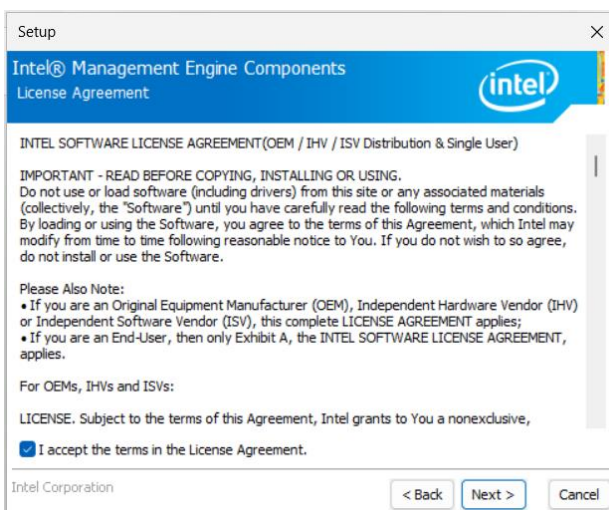 Setup
Intel® Management Engine Components
License Agreement
intel
INTEL SOFTWARE LICENSE AGREEMENT(OEM / IHV / ISV Distribution & Single User)
IMPORTANT - READ BEFORE COPYING, INSTALLING OR USING.
Do not use or load software (including drivers) from this site or any associated materials
(collectively, the "Software") until you have carefully read the following terms and conditions.
By loading or using the Software, you agree to the terms of this Agreement, which Intel may
modify from time to time following reasonable notice to You. If you do not wish to so agree,
do not install or use the Software.
Please Also Note:
• If you are an Original Equipment Manufacturer (OEM), Independent Hardware Vendor (IHV)
or Independent Software Vendor (ISV), this complete LICENSE AGREEMENT applies;
• If you are an End-User, then only Exhibit A, the INTEL SOFTWARE LICENSE AGREEMENT,
applies.
For OEMs, IHVs and ISVs:
LICENSE. Subject to the terms of this Agreement, Intel grants to You a nonexclusive,
I accept the terms in the License Agreement.
Intel Corporation
< Back Next > Cancel